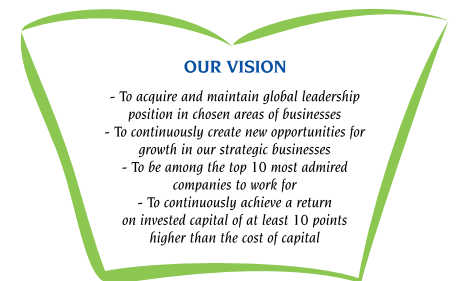 OUR VISION
- To acquire and maintain global leadership
position in chosen areas of businesses
- To continuously create new opportunities for
growth in our strategic businesses
- To be among the top 10 most admired
companies to work for
- To continuously achieve a return
on invested capital of at least 10 points
higher than the cost of capital